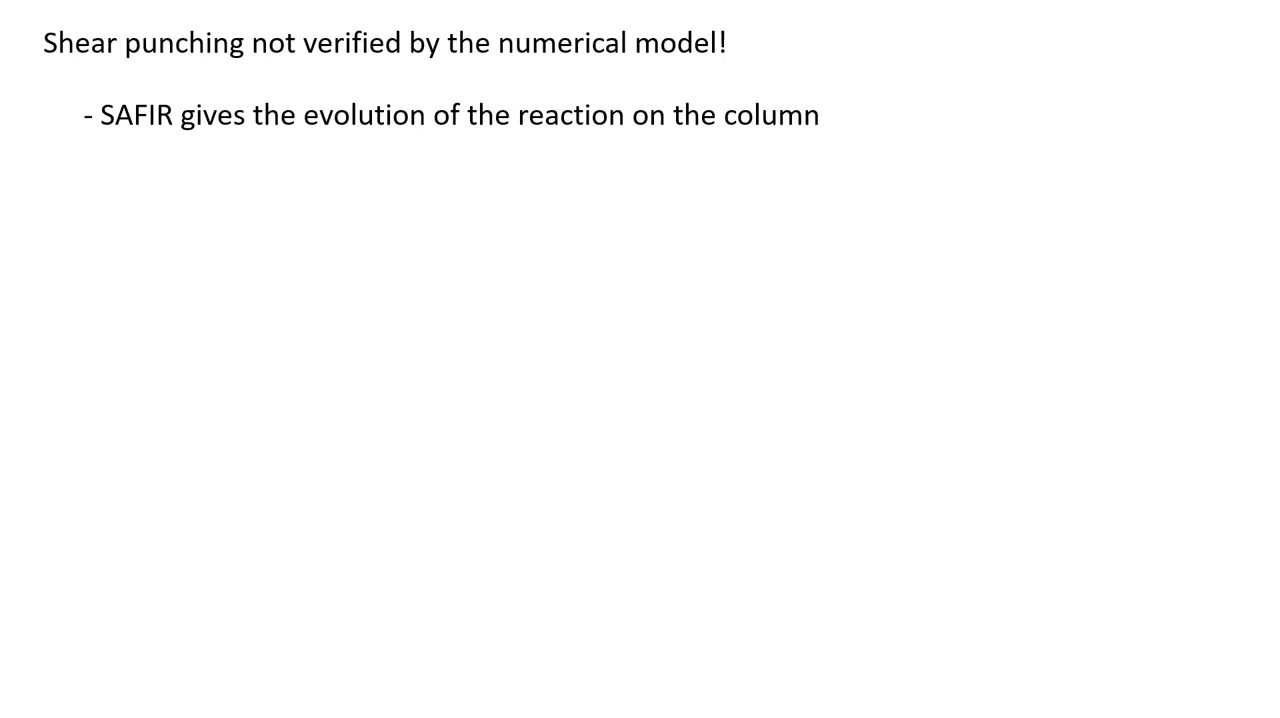 Shear punching not verified by the numerical model!
- SAFIR gives the evolution of the reaction on the column